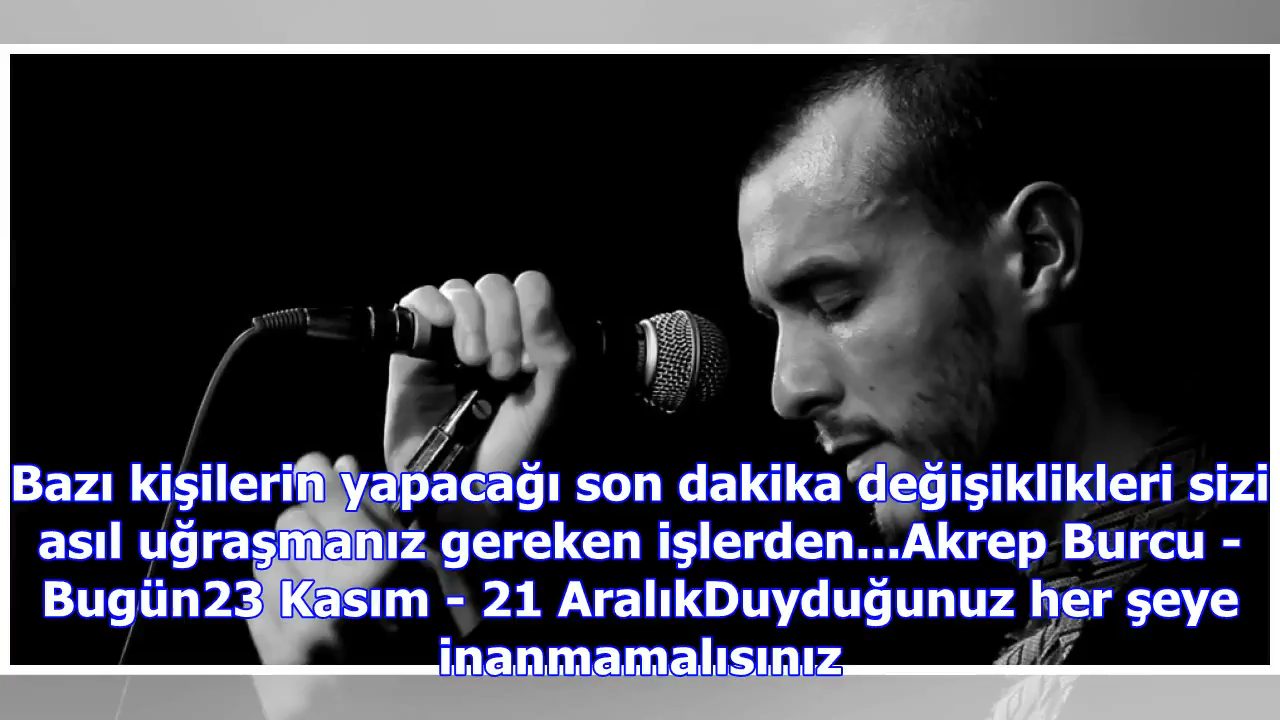 Bazı kişilerin yapacağı son dakika değişiklikleri sizi
asıl uğraşmanız gereken işlerden...Akrep Burcu -
Bugün23 Kasım - 21 AralıkDuyduğunuz her şeye
inanmamalısınız